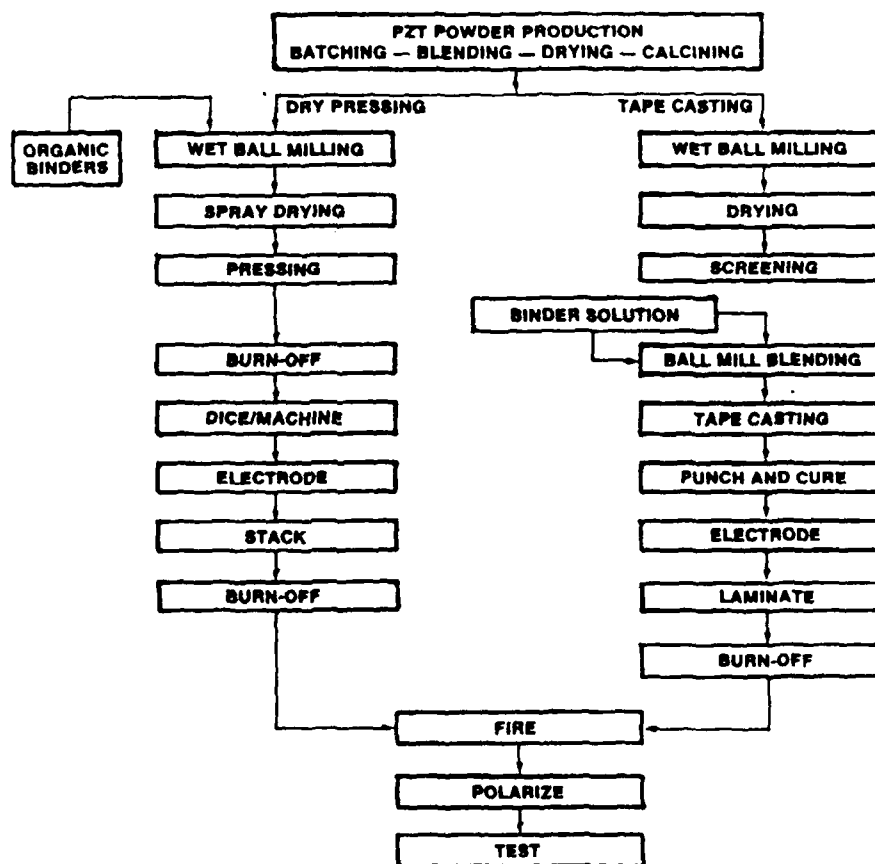 PZT POWDER PRODUCTION
BATCHING — BLENDING — DRYING — CALCINING
DRY PRESSING
TAPE CASTING
ORGANIC
BINDERS
WET BALL MILLING
SPRAY DRYING
PRESSING
BURN-OFF
DICE/MACHINE
ELECTRODE
STACK
BURN-OFF
WET BALL MILLING
DRYING
SCREENING
BINDER SOLUTION
BALL MILL BLENDING
TAPE CASTING
PUNCH AND CURE
ELECTRODE
LAMINATE
BURN-OFF
FIRE
POLARIZE
TEST